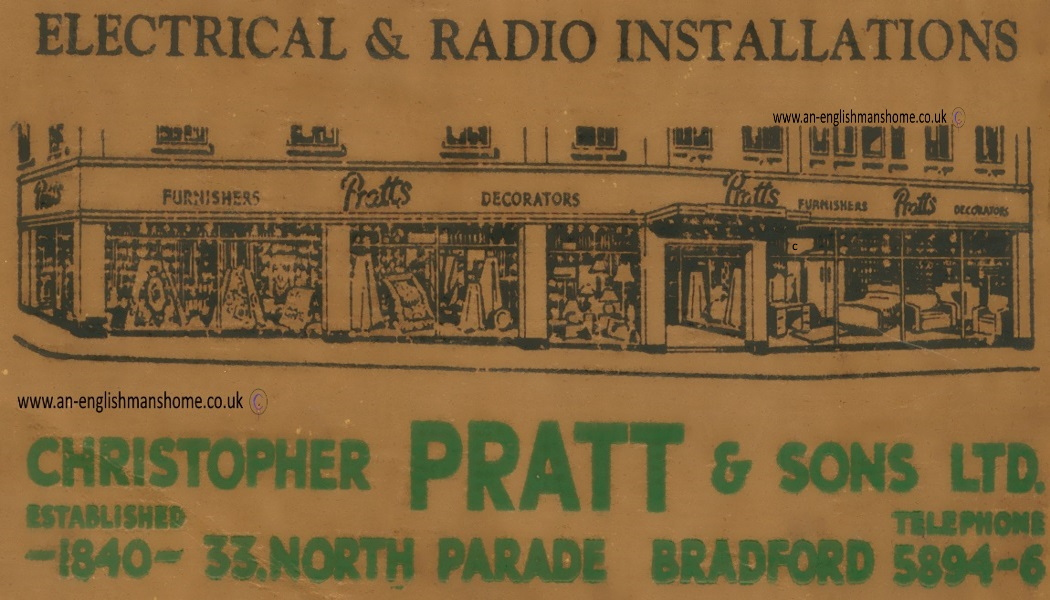 ELECTRICAL & RADIO INSTALLATIONS
www.an-englishmanshome.co.uk ©
Pratts FURNISHERS Pratts DECORATORS Pratts FURNISHERS Pratts DECORATORS
c
www.an-englishmanshome.co.uk ©
CHRISTOPHER PRATT & SONS LTD.
ESTABLISHED TELEPHONE
-1840- 33, NORTH PARADE BRADFORD 5894-6